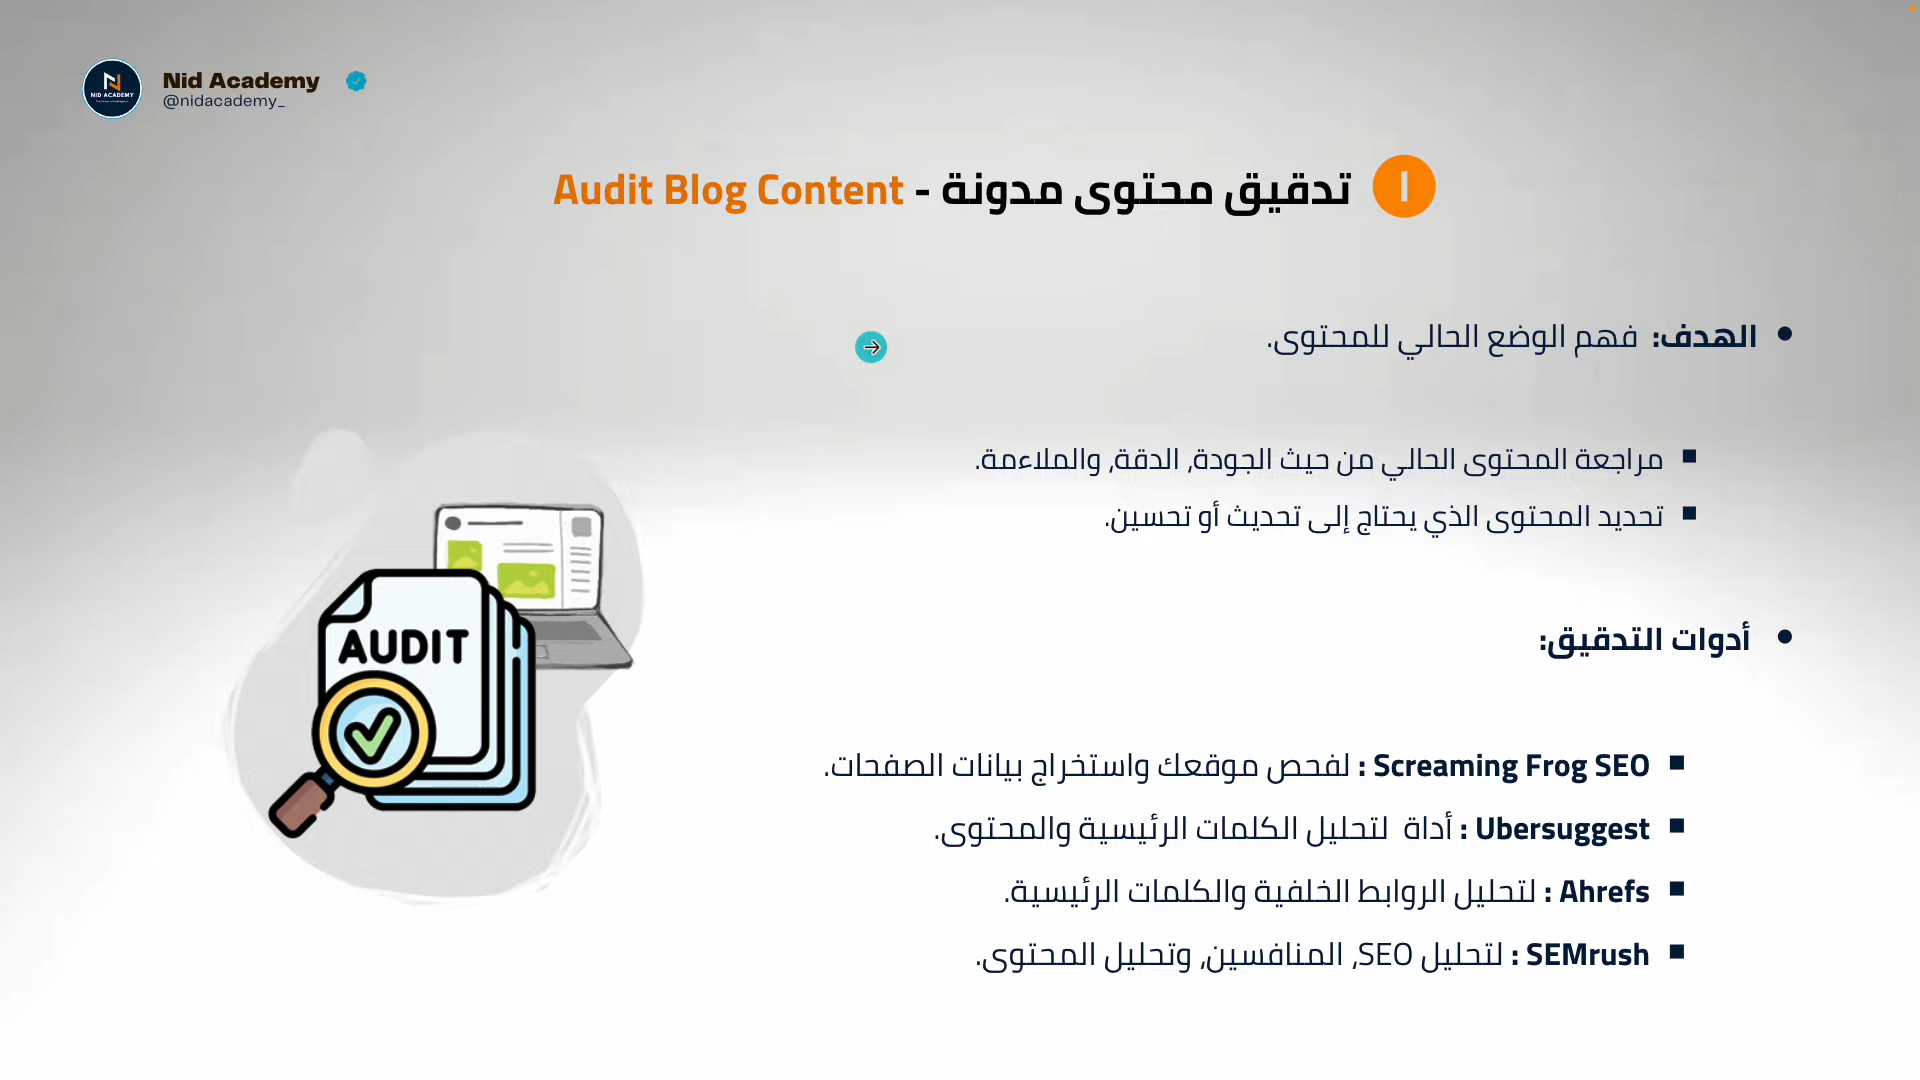 Nid Academy
@nidacademy_
NID ACADEMY
1 تدقيق محتوى مدونة - Audit Blog Content
الهدف: فهم الوضع الحالي للمحتوى.
مراجعة المحتوى الحالي من حيث الجودة, الدقة, والملاءمة.
تحديد المحتوى الذي يحتاج إلى تحديث أو تحسين.
أدوات التدقيق:
Screaming Frog SEO : لفحص موقعك واستخراج بيانات الصفحات.
Ubersuggest : أداة لتحليل الكلمات الرئيسية والمحتوى.
Ahrefs : لتحليل الروابط الخلفية والكلمات الرئيسية.
SEMrush : لتحليل SEO, المنافسين, وتحليل المحتوى.
AUDIT